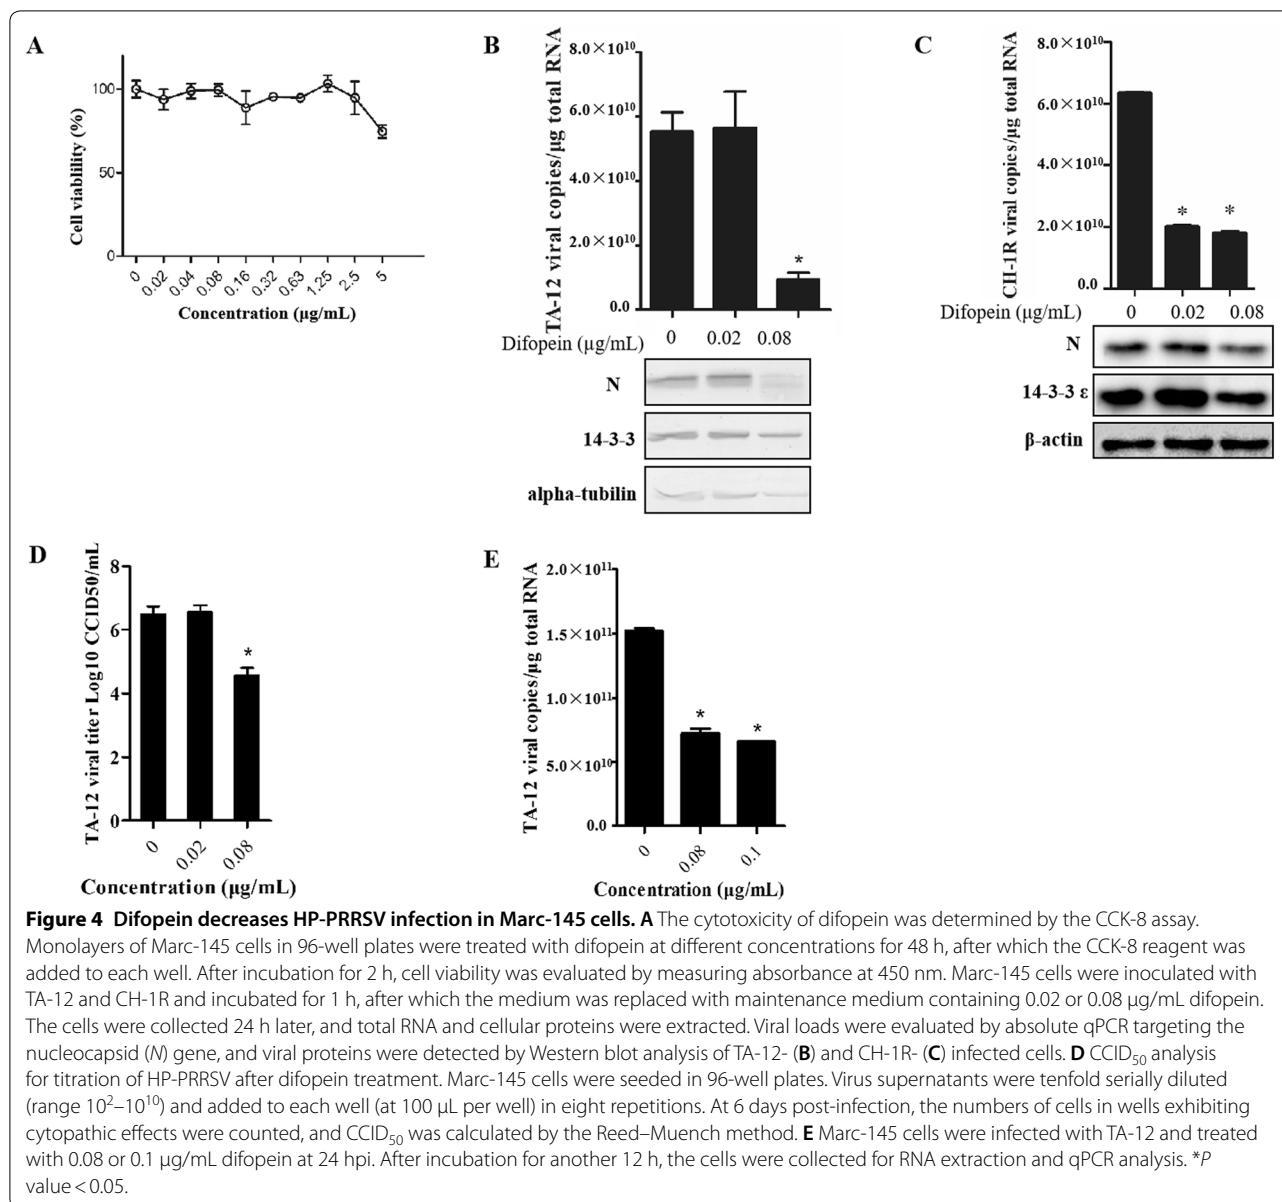 A
Cell viablility (%)
100
50
0
0 0.02 0.04 0.08 0.16 0.32 0.63 1.25 2.5 5
Concentration (μg/mL)
B
TA-12 viral copies/μg total RNA
8.0×10¹⁰
6.0×10¹⁰
4.0×10¹⁰
2.0×10¹⁰
0.0
*
Difopein (μg/mL) 0 0.02 0.08
N
14-3-3
alpha-tubilin
C
CH-1R viral copies/μg total RNA
8.0×10¹⁰
6.0×10¹⁰
4.0×10¹⁰
2.0×10¹⁰
0.0
* *
Difopein (μg/mL) 0 0.02 0.08
N
14-3-3 ε
β-actin
D
TA-12 viral titer Log10 CCID50/mL
8
6
4
2
0
*
0 0.02 0.08
Concentration (μg/mL)
E
TA-12 viral copies/μg total RNA
2.0×10¹¹
1.5×10¹¹
1.0×10¹¹
5.0×10¹⁰
0.0
* *
0 0.08 0.1
Concentration (μg/mL)
Figure 4 Difopein decreases HP-PRRSV infection in Marc-145 cells. A The cytotoxicity of difopein was determined by the CCK-8 assay.
Monolayers of Marc-145 cells in 96-well plates were treated with difopein at different concentrations for 48 h, after which the CCK-8 reagent was
added to each well. After incubation for 2 h, cell viability was evaluated by measuring absorbance at 450 nm. Marc-145 cells were inoculated with
TA-12 and CH-1R and incubated for 1 h, after which the medium was replaced with maintenance medium containing 0.02 or 0.08 μg/mL difopein.
The cells were collected 24 h later, and total RNA and cellular proteins were extracted. Viral loads were evaluated by absolute qPCR targeting the
nucleocapsid (N) gene, and viral proteins were detected by Western blot analysis of TA-12- (B) and CH-1R- (C) infected cells. D CCID₅₀ analysis
for titration of HP-PRRSV after difopein treatment. Marc-145 cells were seeded in 96-well plates. Virus supernatants were tenfold serially diluted
(range 10²–10¹⁰) and added to each well (at 100 μL per well) in eight repetitions. At 6 days post-infection, the numbers of cells in wells exhibiting
cytopathic effects were counted, and CCID₅₀ was calculated by the Reed–Muench method. E Marc-145 cells were infected with TA-12 and treated
with 0.08 or 0.1 μg/mL difopein at 24 hpi. After incubation for another 12 h, the cells were collected for RNA extraction and qPCR analysis. *P
value < 0.05.